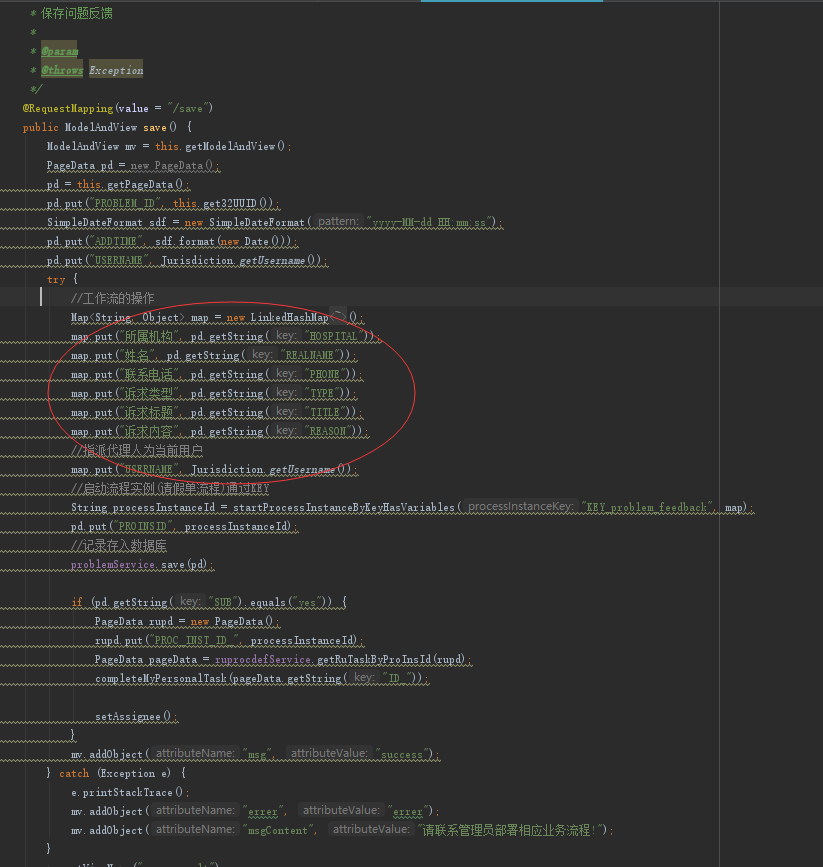 * 保存问题反馈
*
* @param
* @throws Exception
*/
@RequestMapping(value = "/save")
public ModelAndView save() {
ModelAndView mv = this.getModelAndView();
PageData pd = new PageData();
pd = this.getPageData();
pd.put("PROBLEM_ID", this.get32UUID());
SimpleDateFormat sdf = new SimpleDateFormat( pattern: "yyyy-MM-dd HH:mm:ss");
pd.put("ADDTIME", sdf.format(new Date()));
pd.put("USERNAME", Jurisdiction.getUsername());
try {
//工作流的操作
Map<String, Object> map = new LinkedHashMap<~>();
map.put("所属机构", pd.getString( key: "HOSPITAL"));
map.put("姓名", pd.getString( key: "REALNAME"));
map.put("联系电话", pd.getString( key: "PHONE"));
map.put("诉求类型", pd.getString( key: "TYPE"));
map.put("诉求标题", pd.getString( key: "TITLE"));
map.put("诉求内容", pd.getString( key: "REASON"));
//指派代理人为当前用户
map.put("USERNAME", Jurisdiction.getUsername());
//启动流程实例(请假单流程)通过KEY
String processInstanceId = startProcessInstanceByKeyHasVariables( processInstanceKey: "KEY_problem_feedback", map);
pd.put("PROINSID", processInstanceId);
//记录存入数据库
problemService.save(pd);
if (pd.getString( key: "SUB").equals("yes")) {
PageData rupd = new PageData();
rupd.put("PROC_INST_ID_", processInstanceId);
PageData pageData = ruprocdefService.getRuTaskByProInsId(rupd);
completeMyPersonalTask(pageData.getString( key: "ID_"));
setAssignee();
}
mv.addObject( attributeName: "msg", attributeValue: "success");
} catch (Exception e) {
e.printStackTrace();
mv.addObject( attributeName: "errer", attributeValue: "errer");
mv.addObject( attributeName: "msgContent", attributeValue: "请联系管理员部署相应业务流程!");
}